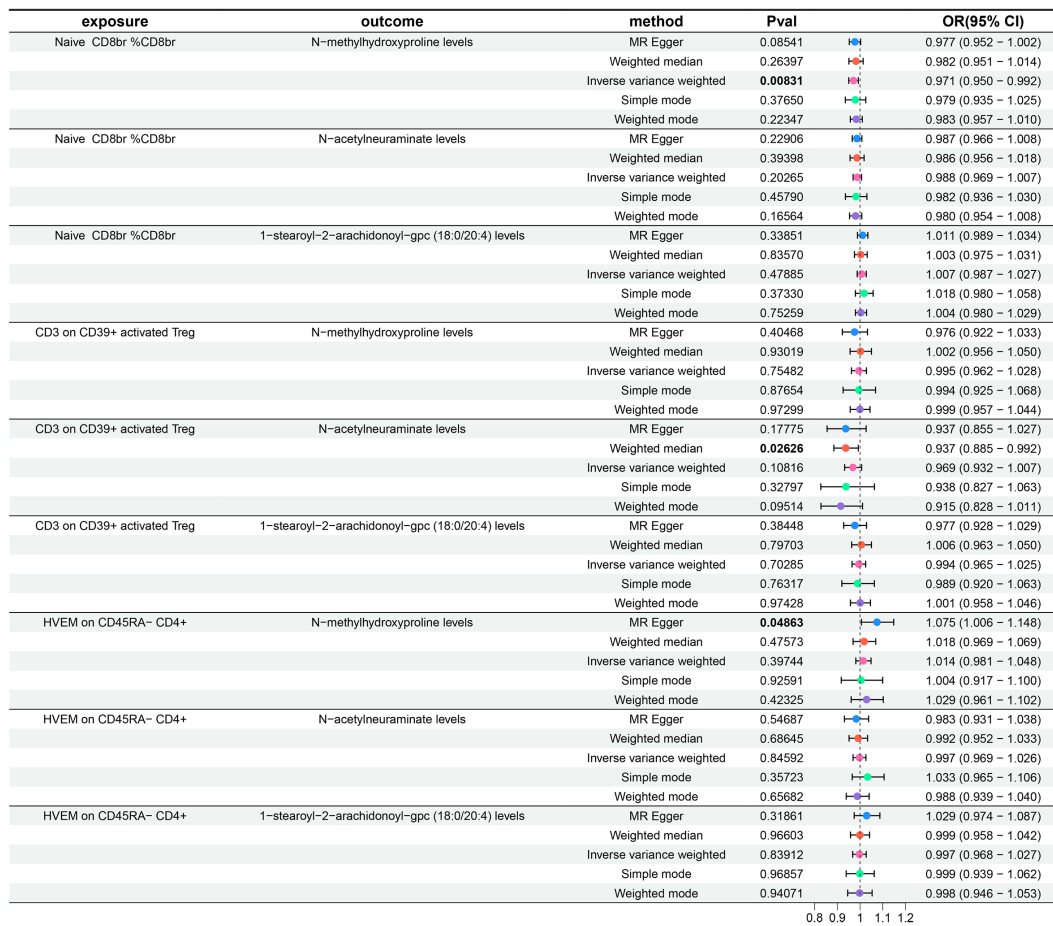 exposure outcome method Pval OR(95% CI)
Naive CD8br %CD8br N−methylhydroxyproline levels MR Egger 0.08541 0.977 (0.952 − 1.002)
Weighted median 0.26397 0.982 (0.951 − 1.014)
Inverse variance weighted 0.00831 0.971 (0.950 − 0.992)
Simple mode 0.37650 0.979 (0.935 − 1.025)
Weighted mode 0.22347 0.983 (0.957 − 1.010)
Naive CD8br %CD8br N−acetylneuraminate levels MR Egger 0.22906 0.987 (0.966 − 1.008)
Weighted median 0.39398 0.986 (0.956 − 1.018)
Inverse variance weighted 0.20265 0.988 (0.969 − 1.007)
Simple mode 0.45790 0.982 (0.936 − 1.030)
Weighted mode 0.16564 0.980 (0.954 − 1.008)
Naive CD8br %CD8br 1−stearoyl−2−arachidonoyl−gpc (18:0/20:4) levels MR Egger 0.33851 1.011 (0.989 − 1.034)
Weighted median 0.83570 1.003 (0.975 − 1.031)
Inverse variance weighted 0.47885 1.007 (0.987 − 1.027)
Simple mode 0.37330 1.018 (0.980 − 1.058)
Weighted mode 0.75259 1.004 (0.980 − 1.029)
CD3 on CD39+ activated Treg N−methylhydroxyproline levels MR Egger 0.40468 0.976 (0.922 − 1.033)
Weighted median 0.93019 1.002 (0.956 − 1.050)
Inverse variance weighted 0.75482 0.995 (0.962 − 1.028)
Simple mode 0.87654 0.994 (0.925 − 1.068)
Weighted mode 0.97299 0.999 (0.957 − 1.044)
CD3 on CD39+ activated Treg N−acetylneuraminate levels MR Egger 0.17775 0.937 (0.855 − 1.027)
Weighted median 0.02626 0.937 (0.885 − 0.992)
Inverse variance weighted 0.10816 0.969 (0.932 − 1.007)
Simple mode 0.32797 0.938 (0.827 − 1.063)
Weighted mode 0.09514 0.915 (0.828 − 1.011)
CD3 on CD39+ activated Treg 1−stearoyl−2−arachidonoyl−gpc (18:0/20:4) levels MR Egger 0.38448 0.977 (0.928 − 1.029)
Weighted median 0.79703 1.006 (0.963 − 1.050)
Inverse variance weighted 0.70285 0.994 (0.965 − 1.025)
Simple mode 0.76317 0.989 (0.920 − 1.063)
Weighted mode 0.97428 1.001 (0.958 − 1.046)
HVEM on CD45RA− CD4+ N−methylhydroxyproline levels MR Egger 0.04863 1.075 (1.006 − 1.148)
Weighted median 0.47573 1.018 (0.969 − 1.069)
Inverse variance weighted 0.39744 1.014 (0.981 − 1.048)
Simple mode 0.92591 1.004 (0.917 − 1.100)
Weighted mode 0.42325 1.029 (0.961 − 1.102)
HVEM on CD45RA− CD4+ N−acetylneuraminate levels MR Egger 0.54687 0.983 (0.931 − 1.038)
Weighted median 0.68645 0.992 (0.952 − 1.033)
Inverse variance weighted 0.84592 0.997 (0.969 − 1.026)
Simple mode 0.35723 1.033 (0.965 − 1.106)
Weighted mode 0.65682 0.988 (0.939 − 1.040)
HVEM on CD45RA− CD4+ 1−stearoyl−2−arachidonoyl−gpc (18:0/20:4) levels MR Egger 0.31861 1.029 (0.974 − 1.087)
Weighted median 0.96603 0.999 (0.958 − 1.042)
Inverse variance weighted 0.83912 0.997 (0.968 − 1.027)
Simple mode 0.96857 0.999 (0.939 − 1.062)
Weighted mode 0.94071 0.998 (0.946 − 1.053)
0.8 0.9 1 1.1 1.2